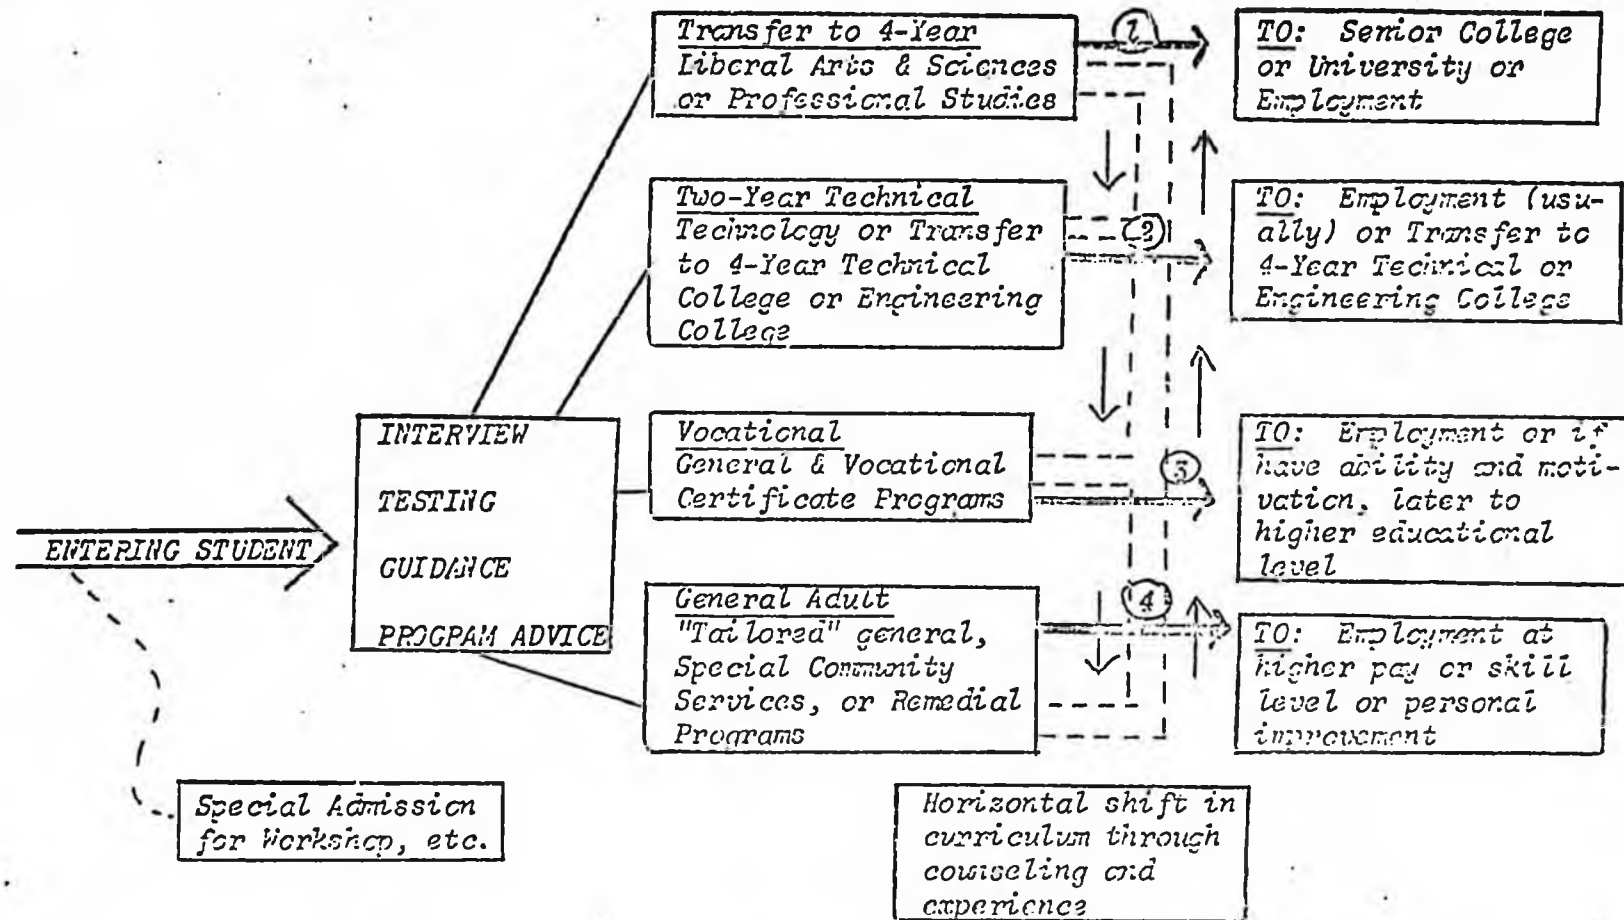 Transfer to 4-Year
Liberal Arts & Sciences
or Professional Studies
1
TO: Senior College
or University or
Employment
Two-Year Technical
Technology or Transfer
to 4-Year Technical
College or Engineering
College
2
TO: Employment (usu-
ally) or Transfer to
4-Year Technical or
Engineering College
INTERVIEW
TESTING
GUIDANCE
PROGRAM ADVICE
Vocational
General & Vocational
Certificate Programs
3
TO: Employment or if
have ability and moti-
vation, later to
higher educational
level
ENTERING STUDENT
General Adult
"Tailored" general,
Special Community
Services, or Remedial
Programs
4
TO: Employment at
higher pay or skill
level or personal
improvement
Special Admission
for Workshop, etc.
Horizontal shift in
curriculum through
counseling and
experience